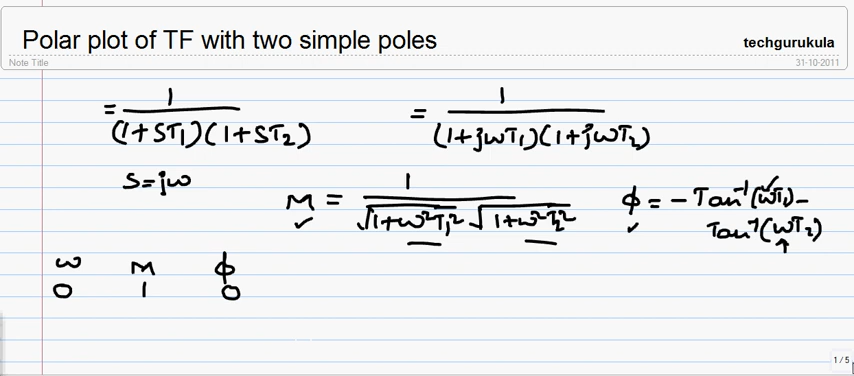 Polar plot of TF with two simple poles
techgurukula
Note Title
31-10-2011
= 1 / (1+ST₁)(1+ST₂) = 1 / (1+jωT₁)(1+jωT₂)
S=jω
M = 1 / √1+ω²T₁² √1+ω²T₂² φ = -Tan⁻¹(ωT₁)-
Tan⁻¹(ωT₂)
ω M φ
0 1 0
1 / 5